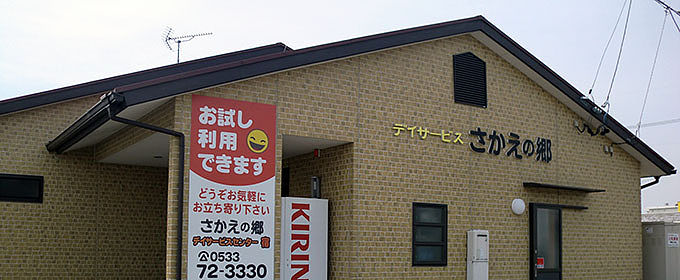 お試し
利用
できます
どうぞお気軽に
お立ち寄り下さい
さかえの郷
デイサービスセンター
0533
72-3330
KIRIN
デイサービス さかえの郷